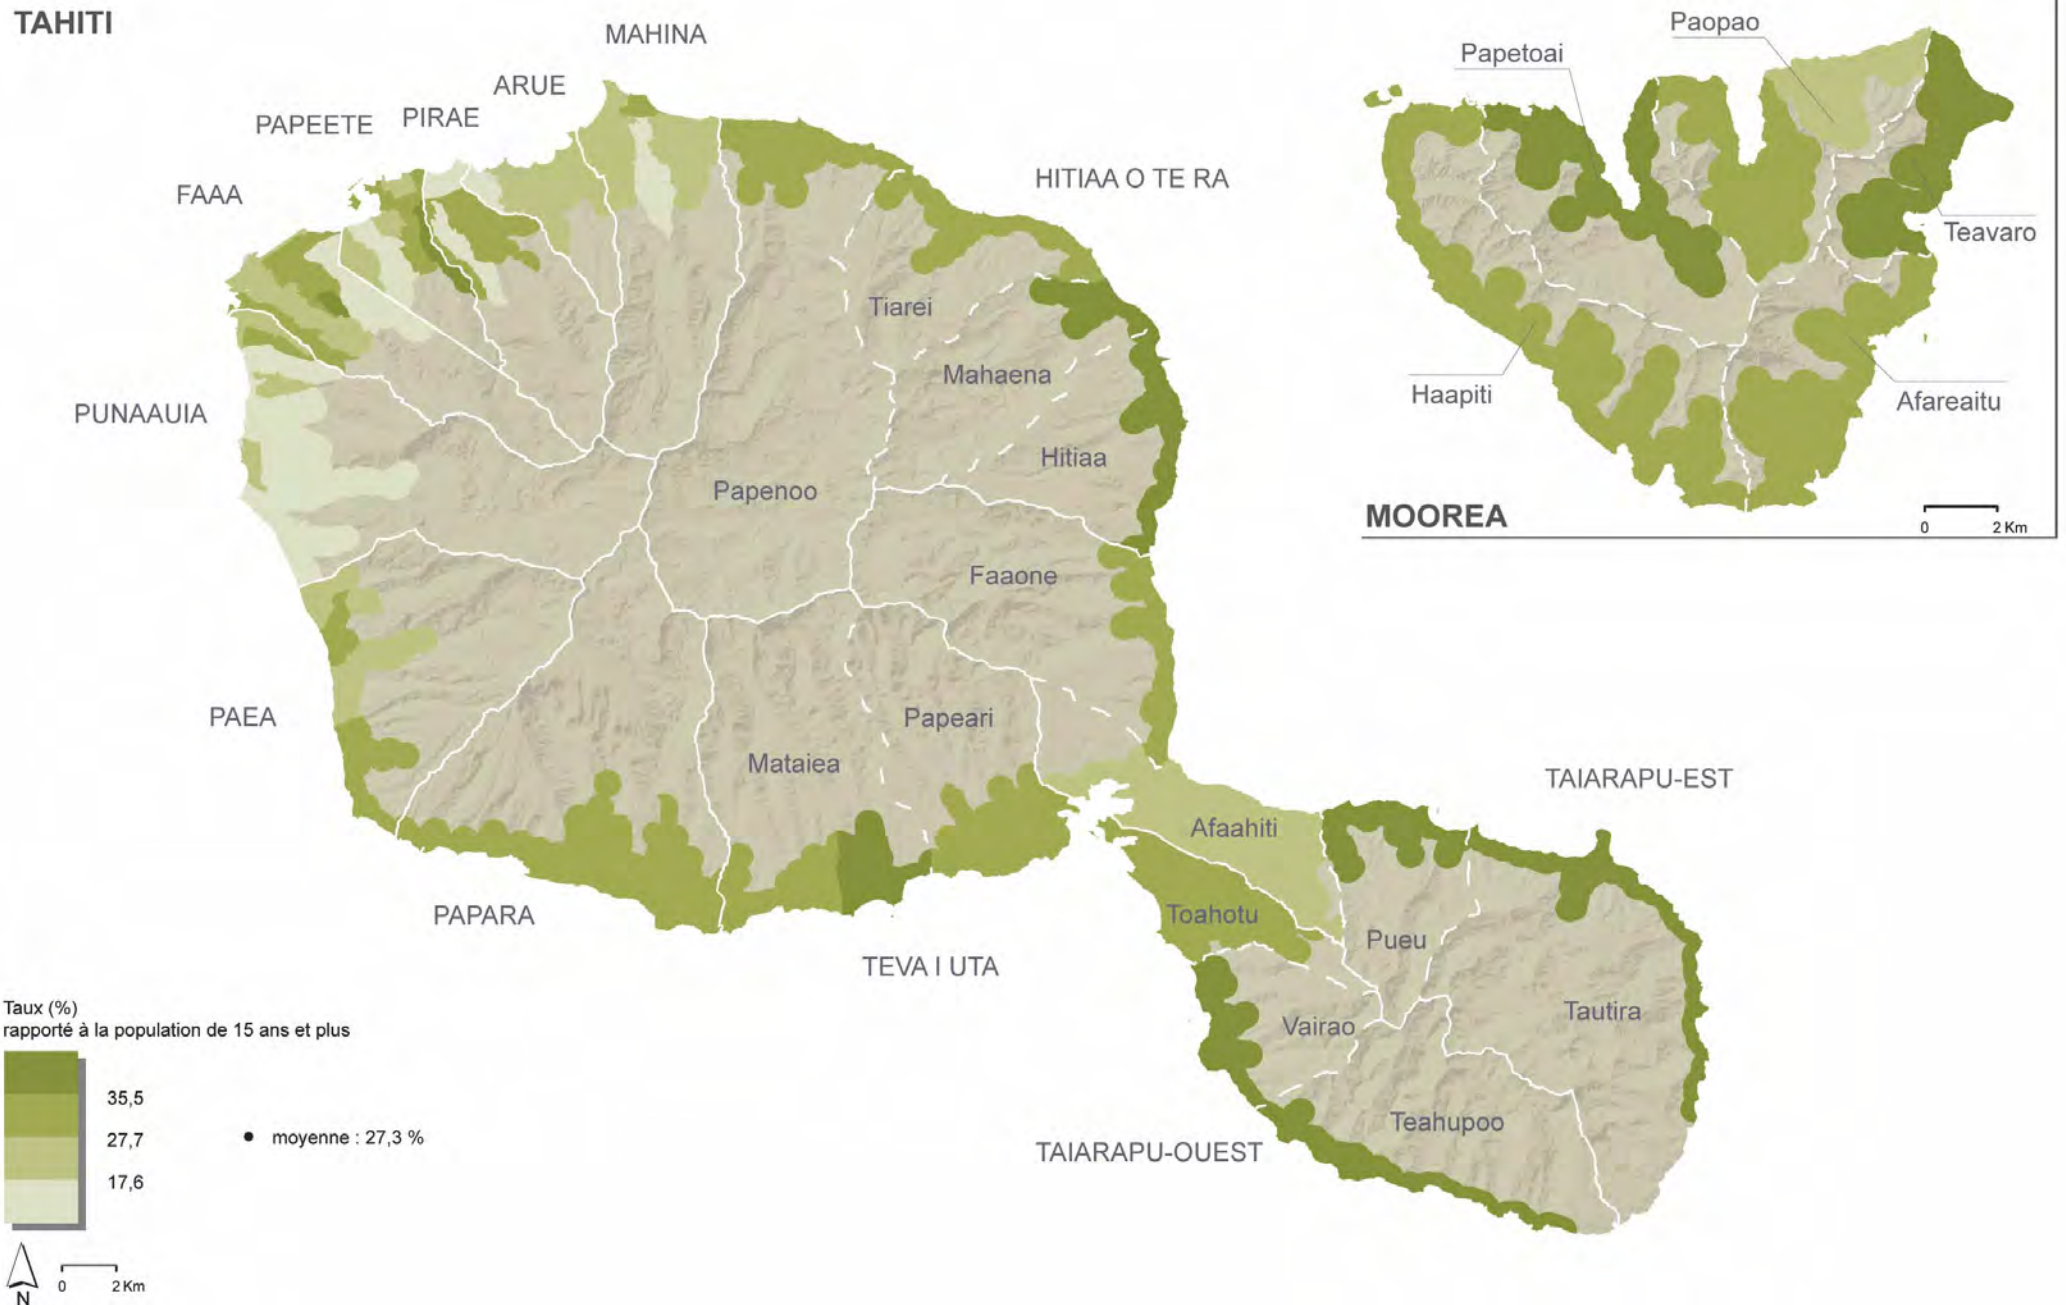 TAHITI
MAHINA
ARUE
PIRAE
PAPEETE
FAAA
HITIAA O TE RA
PUNAAUIA
Tiarei
Mahaena
Hitiaa
Papenoo
Faaone
PAEA
Papeari
Mataiea
PAPARA
TEVA I UTA
TAIARAPU-EST
Afaahiti
Toahotu
Pueu
Vairao
Tautira
Teahupoo
TAIARAPU-OUEST
Paopao
Papetoai
Teavaro
Haapiti
Afareaitu
MOOREA
0 2 Km
Taux (%)
rapporté à la population de 15 ans et plus
35,5
27,7
17,6
moyenne : 27,3 %
N
0 2 Km